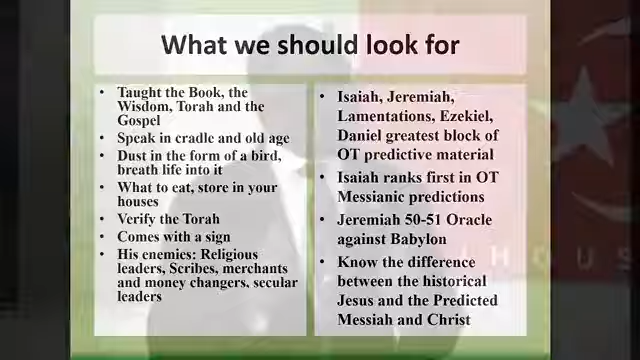 What we should look for
• Taught the Book, the
Wisdom, Torah and the
Gospel
• Speak in cradle and old age
• Dust in the form of a bird,
breath life into it
• What to eat, store in your
houses
• Verify the Torah
• Comes with a sign
• His enemies: Religious
leaders, Scribes, merchants
and money changers, secular
leaders
• Isaiah, Jeremiah,
Lamentations, Ezekiel,
Daniel greatest block of
OT predictive material
• Isaiah ranks first in OT
Messianic predictions
• Jeremiah 50-51 Oracle
against Babylon
• Know the difference
between the historical
Jesus and the Predicted
Messiah and Christ